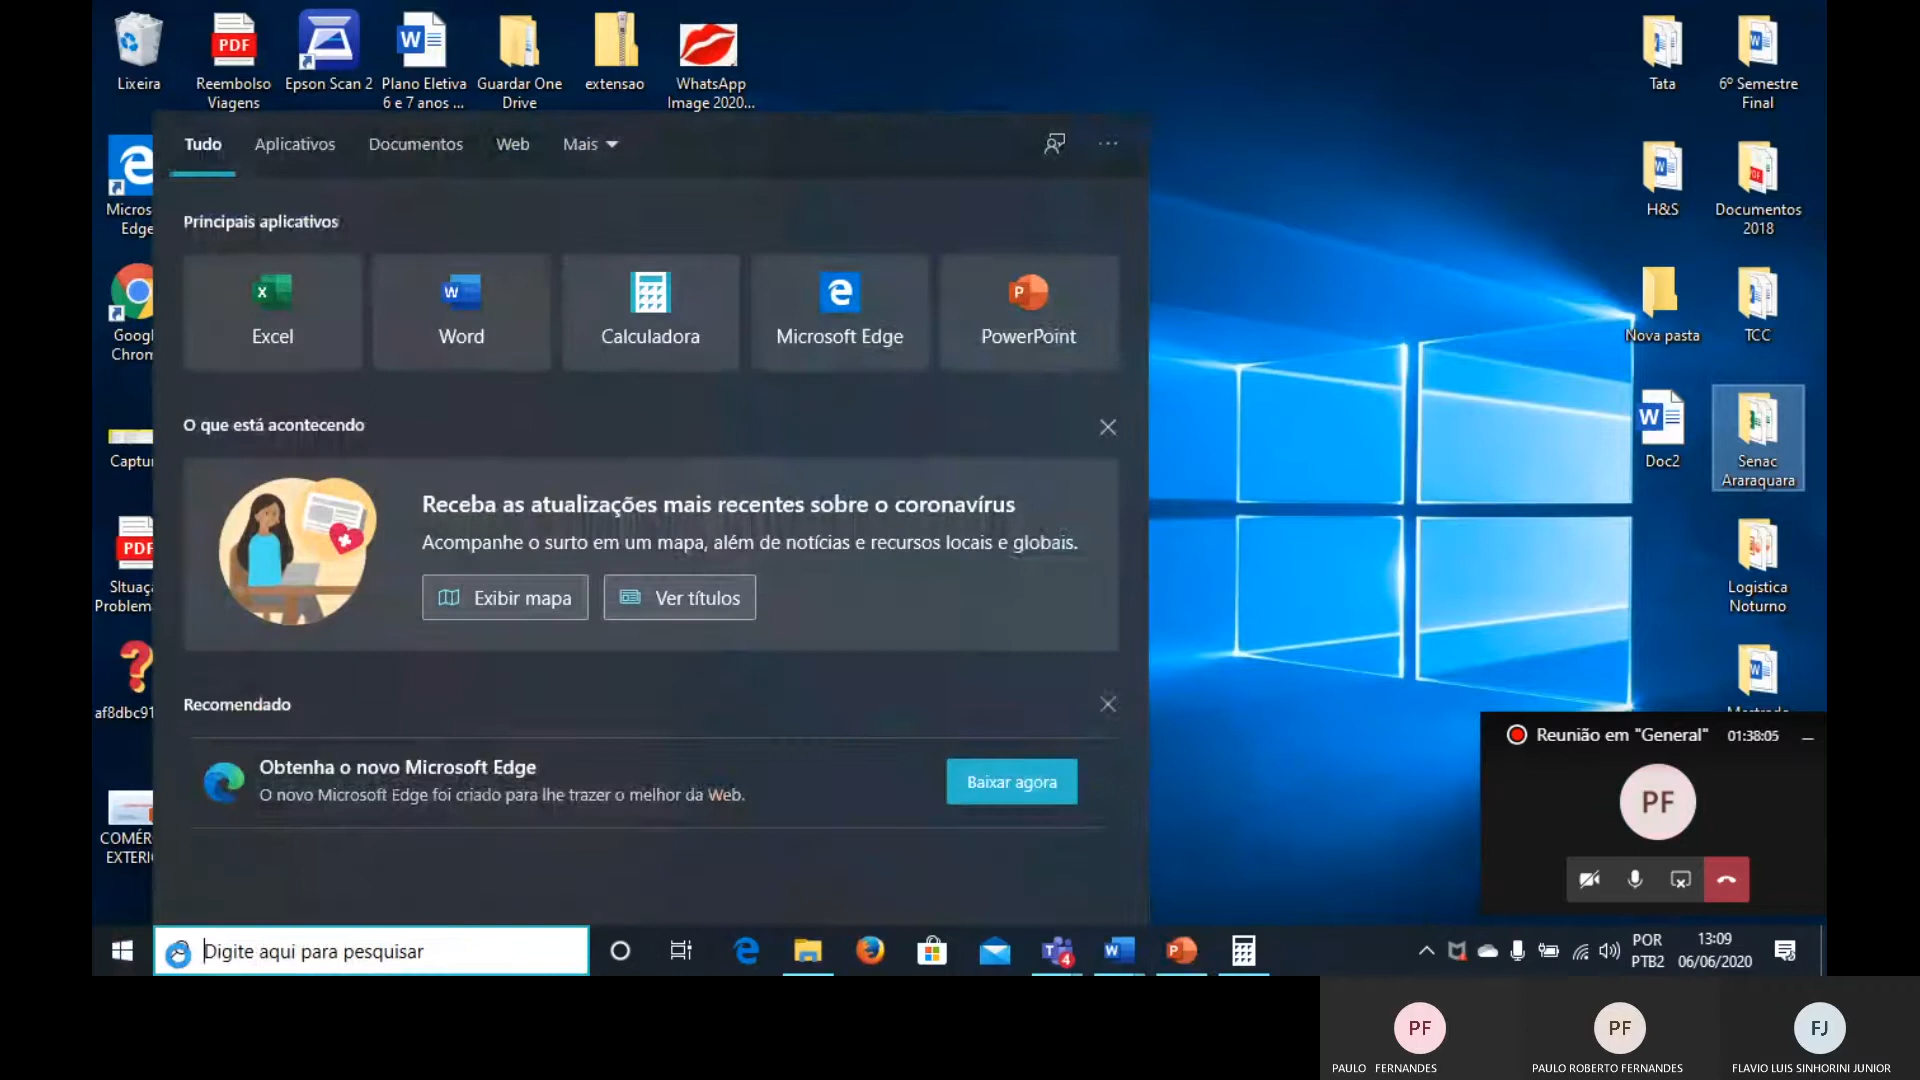 Lixeira
Reembolso
Viagens
Epson Scan 2
Plano Eletiva
6 e 7 anos ...
Guardar One
Drive
extensao
WhatsApp
Image 2020...
Tata
6º Semestre
Final
Micros
Edge
Googl
Chrom
Captur
SItuaç
Problem
af8dbc91
COMÉR
EXTERI
H&S
Documentos
2018
Nova pasta
TCC
Doc2
Senac
Araraquara
Logistica
Noturno
Mestrado
Tudo
Aplicativos
Documentos
Web
Mais
Principais aplicativos
Excel
Word
Calculadora
Microsoft Edge
PowerPoint
O que está acontecendo
Receba as atualizações mais recentes sobre o coronavírus
Acompanhe o surto em um mapa, além de notícias e recursos locais e globais.
Exibir mapa
Ver títulos
Recomendado
Obtenha o novo Microsoft Edge
O novo Microsoft Edge foi criado para lhe trazer o melhor da Web.
Baixar agora
Reunião em "General"
01:38:05
PF
Digite aqui para pesquisar
4
POR
PTB2
13:09
06/06/2020
PF
PAULO FERNANDES
PF
PAULO ROBERTO FERNANDES
FJ
FLAVIO LUIS SINHORINI JUNIOR